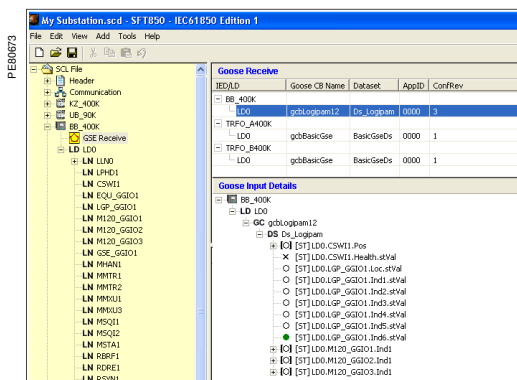 My Substation.scd - SFT850 - IEC61850 Edition 1
File Edit View Add Tools Help
PE80673
SCL File
Header
Communication
KZ_400K
UB_90K
BB_400K
GSE Receive
LD LD0
LN LLN0
LN LPHD1
LN CSWI1
LN EQU_GGIO1
LN LGP_GGIO1
LN M120_GGIO1
LN M120_GGIO2
LN M120_GGIO3
LN GSE_GGIO1
LN MHAN1
LN MMTR1
LN MMTR2
LN MMXU1
LN MMXU3
LN MSQI1
LN MSQI2
LN MSTA1
LN RBRF1
LN RDRE1
LN RSYN1
Goose Receive
IED/LD Goose CB Name Dataset AppID ConfRev
BB_400K
LD0 gcbLogipam12 Ds_Logipam 0000 3
TRFO_A400K
LD0 gcbBasicGse BasicGseDs 0000 1
TRFO_B400K
LD0 gcbBasicGse BasicGseDs 0000 1
Goose Input Details
BB_400K
LD LD0
GC gcbLogipam12
DS Ds_Logipam
[O] [ST] LD0.CSWI1.Pos
[ST] LD0.CSWI1.Health.stVal
[ST] LD0.LGP_GGIO1.Loc.stVal
[ST] LD0.LGP_GGIO1.Ind1.stVal
[ST] LD0.LGP_GGIO1.Ind2.stVal
[ST] LD0.LGP_GGIO1.Ind3.stVal
[ST] LD0.LGP_GGIO1.Ind4.stVal
[ST] LD0.LGP_GGIO1.Ind5.stVal
[ST] LD0.LGP_GGIO1.Ind6.stVal
[O] [ST] LD0.M120_GGIO1.Ind1
[O] [ST] LD0.M120_GGIO2.Ind1
[O] [ST] LD0.M120_GGIO3.Ind1